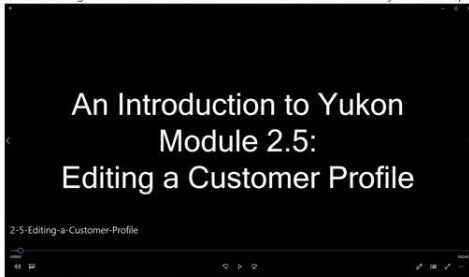 An Introduction to Yukon
Module 2.5:
Editing a Customer Profile
2-5-Editing-a-Customer-Profile